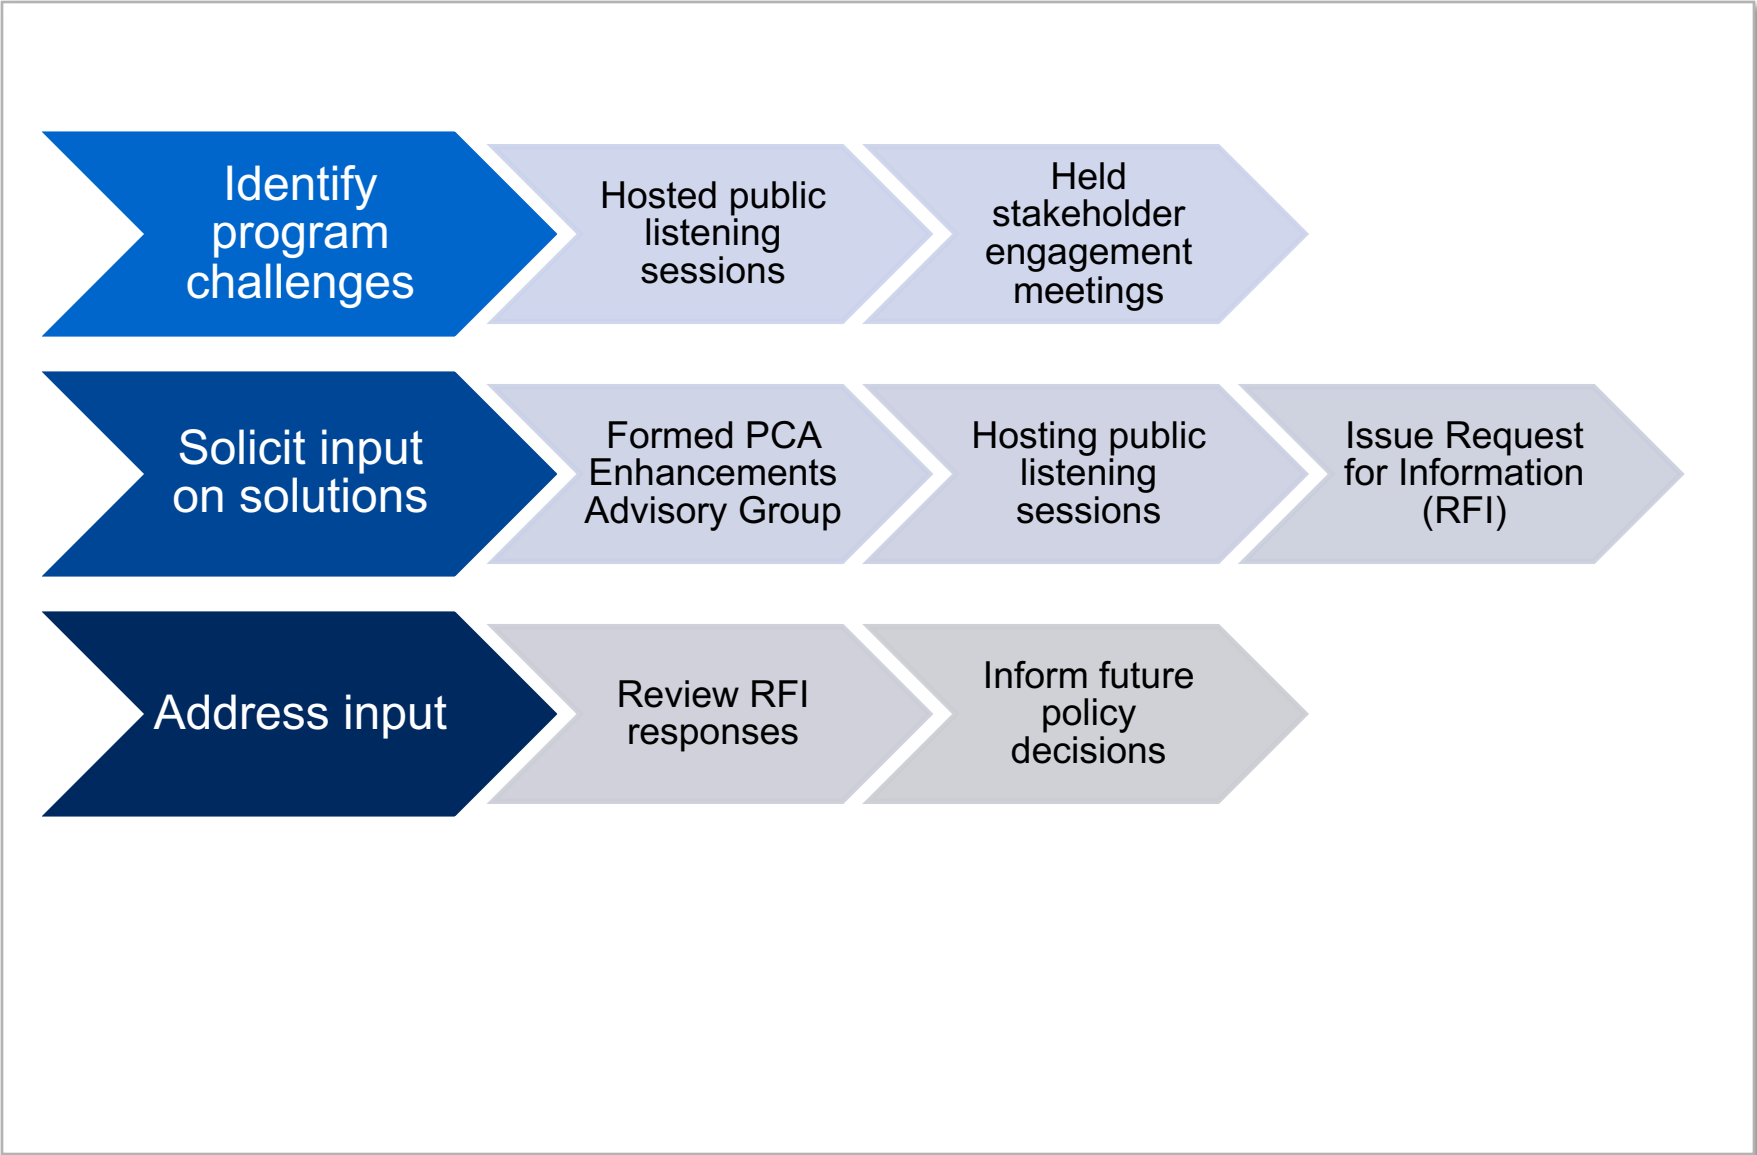 Identify
program
challenges
Hosted public
listening
sessions
Held
stakeholder
engagement
meetings
Solicit input
on solutions
Formed PCA
Enhancements
Advisory Group
Hosting public
listening
sessions
Issue Request
for Information
(RFI)
Address input
Review RFI
responses
Inform future
policy
decisions